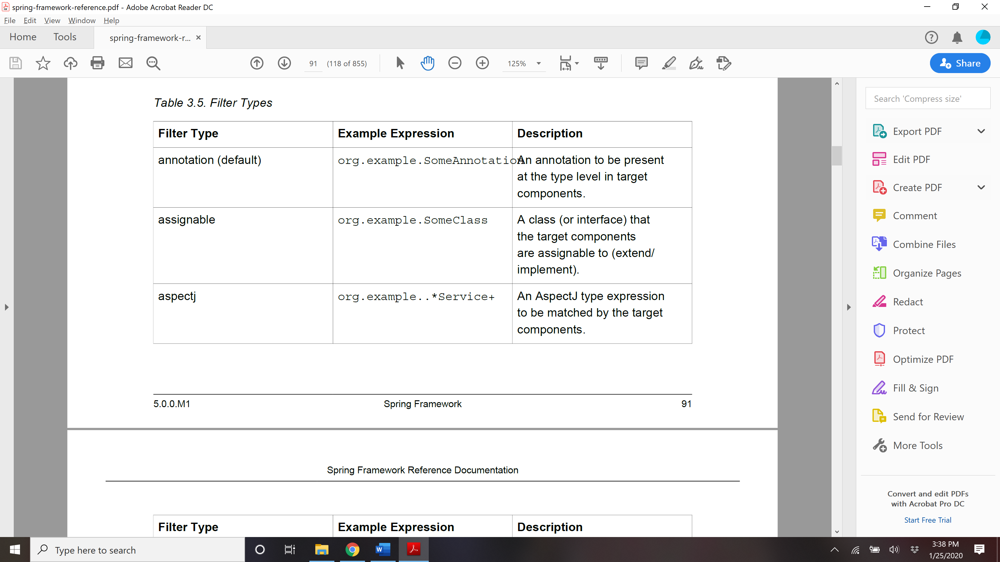 spring-framework-reference.pdf - Adobe Acrobat Reader DC
File Edit View Window Help
Home Tools spring-framework-r...
91 (118 of 855) 125% Share
Table 3.5. Filter Types
Filter Type Example Expression Description
annotation (default) org.example.SomeAnnotation An annotation to be present
at the type level in target
components.
assignable org.example.SomeClass A class (or interface) that
the target components
are assignable to (extend/
implement).
aspectj org.example..*Service+ An AspectJ type expression
to be matched by the target
components.
5.0.0.M1 Spring Framework 91
Spring Framework Reference Documentation
Filter Type Example Expression Description
Search 'Compress size'
Export PDF
Edit PDF
Create PDF
Comment
Combine Files
Organize Pages
Redact
Protect
Optimize PDF
Fill & Sign
Send for Review
More Tools
Convert and edit PDFs
with Acrobat Pro DC
Start Free Trial
Type here to search
3:38 PM
1/25/2020